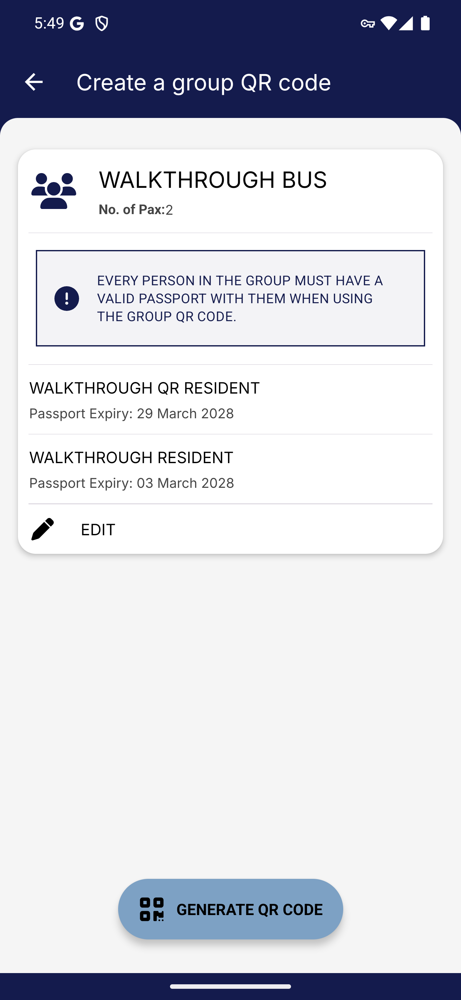 5:49
Create a group QR code
WALKTHROUGH BUS
No. of Pax:2
EVERY PERSON IN THE GROUP MUST HAVE A
VALID PASSPORT WITH THEM WHEN USING
THE GROUP QR CODE.
WALKTHROUGH QR RESIDENT
Passport Expiry: 29 March 2028
WALKTHROUGH RESIDENT
Passport Expiry: 03 March 2028
EDIT
GENERATE QR CODE